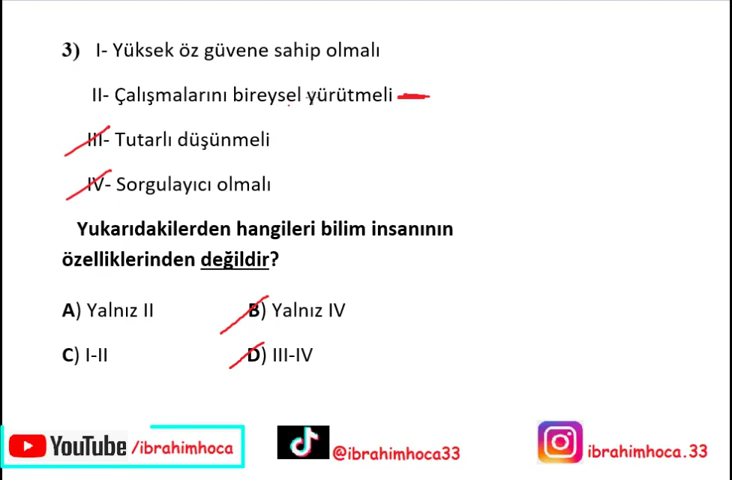 3) I- Yüksek öz güvene sahip olmalı
II- Çalışmalarını bireysel yürütmeli
III- Tutarlı düşünmeli
IV- Sorgulayıcı olmalı
Yukarıdakilerden hangileri bilim insanının
özelliklerinden değildir?
A) Yalnız II B) Yalnız IV
C) I-II D) III-IV
YouTube /ibrahimhoca @ibrahimhoca33 ibrahimhoca.33